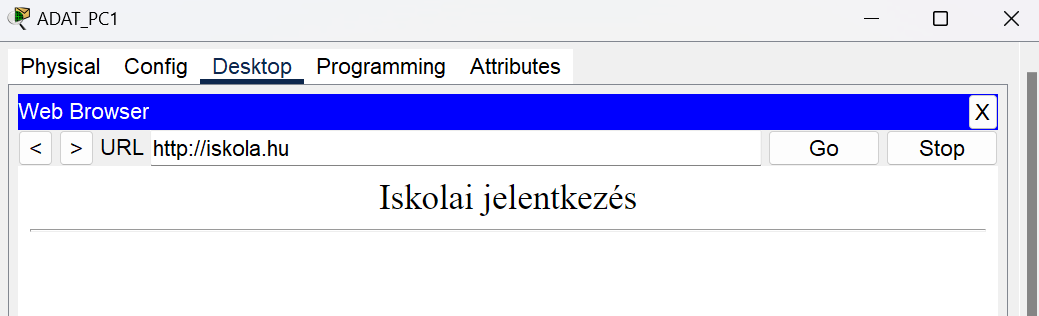 ADAT_PC1
Physical Config Desktop Programming Attributes
Web Browser X
< > URL http://iskola.hu Go Stop
Iskolai jelentkezés